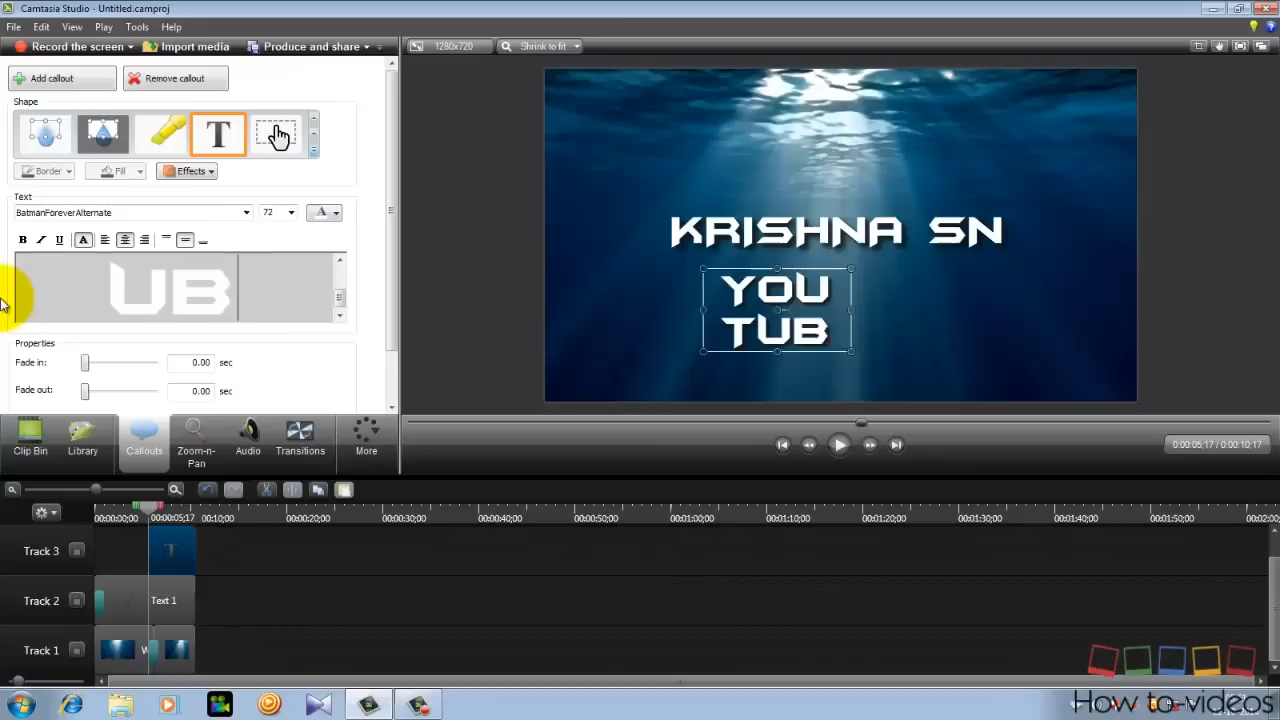 Camtasia Studio - Untitled.camproj
File Edit View Play Tools Help
Record the screen Import media Produce and share
1280x720 Shrink to fit
Add callout Remove callout
Shape
T
Border Fill Effects
Text
BatmanForeverAlternate 72 A
B I U A
UB
KRISHNA SN
YOU
TUB
Properties
Fade in: 0.00 sec
Fade out: 0.00 sec
Clip Bin Library Callouts Zoom-n-Pan Audio Transitions More
0:00:05;17 / 0:00:10;17
00:00:00;00 00:00:05;17 00:10;00 00:00:20;00 00:00:30;00 00:00:40;00 00:00:50;00 00:01:00;00 00:01:10;00 00:01:20;00 00:01:30;00 00:01:40;00 00:01:50;00 00:02:00
Track 3 T
Track 2 Text 1
Track 1 W
How to videos